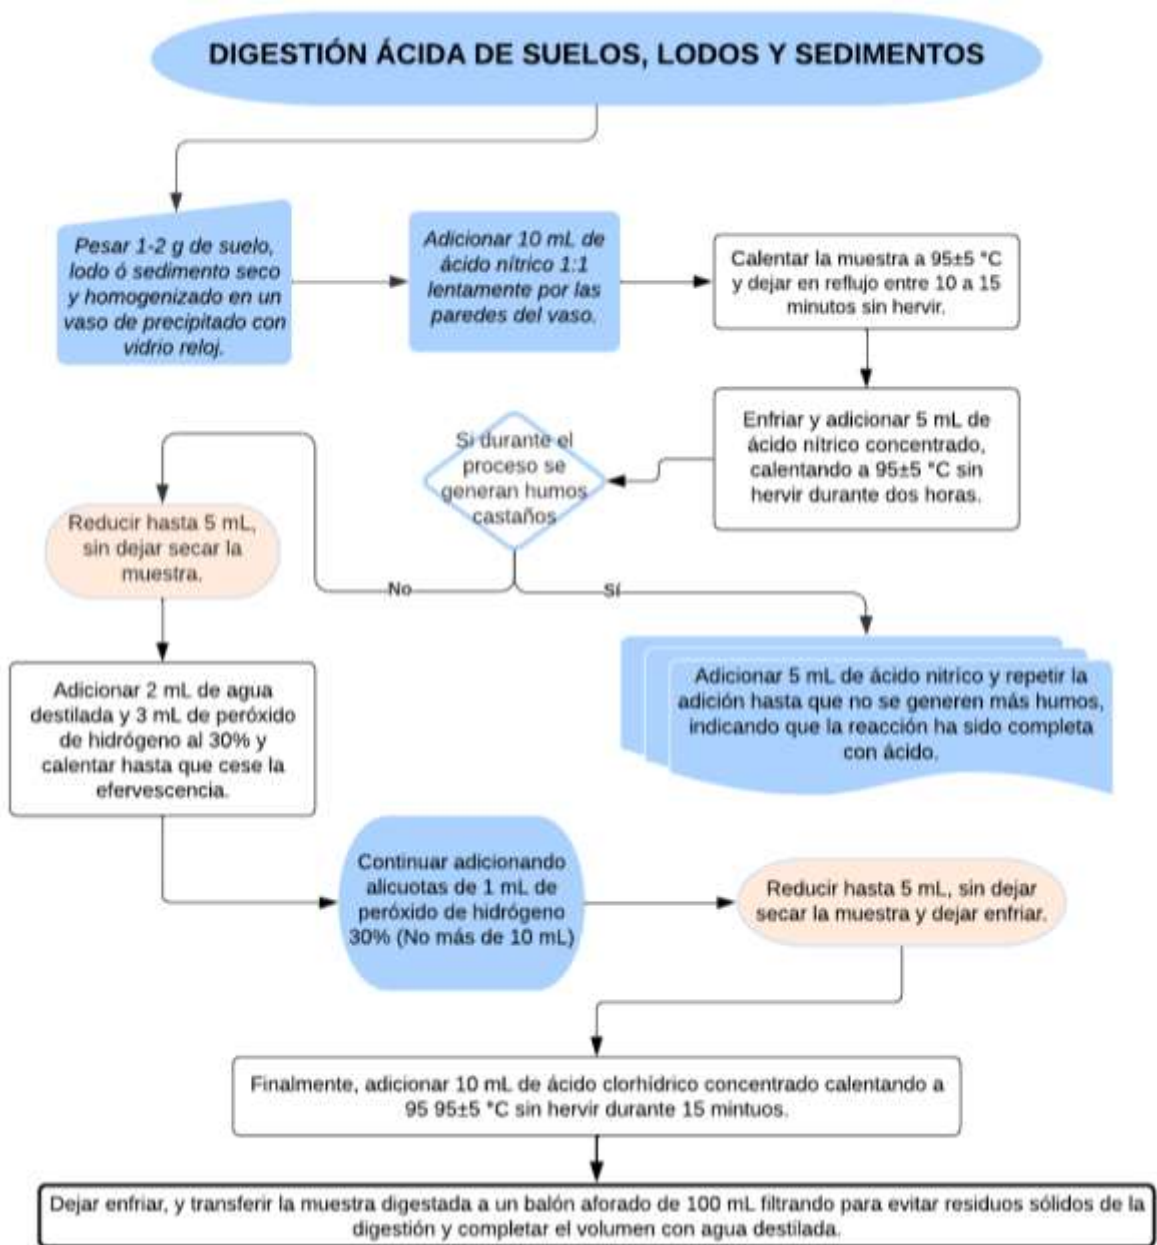 DIGESTIÓN ÁCIDA DE SUELOS, LODOS Y SEDIMENTOS
Pesar 1-2 g de suelo,
lodo ó sedimento seco
y homogenizado en un
vaso de precipitado con
vidrio reloj.
Adicionar 10 mL de
ácido nítrico 1:1
lentamente por las
paredes del vaso.
Calentar la muestra a 95±5 °C
y dejar en reflujo entre 10 a 15
minutos sin hervir.
Enfriar y adicionar 5 mL de
ácido nítrico concentrado,
calentando a 95±5 °C sin
hervir durante dos horas.
Si durante el
proceso se
generan humos
castaños
No
Sí
Reducir hasta 5 mL,
sin dejar secar la
muestra.
Adicionar 5 mL de ácido nitrico y repetir la
adición hasta que no se generen más humos,
indicando que la reacción ha sido completa
con ácido.
Adicionar 2 mL de agua
destilada y 3 mL de peróxido
de hidrógeno al 30% y
calentar hasta que cese la
efervescencia.
Continuar adicionando
alicuotas de 1 mL de
peróxido de hidrógeno
30% (No más de 10 mL)
Reducir hasta 5 mL, sin dejar
secar la muestra y dejar enfriar.
Finalmente, adicionar 10 mL de ácido clorhídrico concentrado calentando a
95 95±5 °C sin hervir durante 15 mintuos.
Dejar enfriar, y transferir la muestra digestada a un balón aforado de 100 mL filtrando para evitar residuos sólidos de la
digestión y completar el volumen con agua destilada.